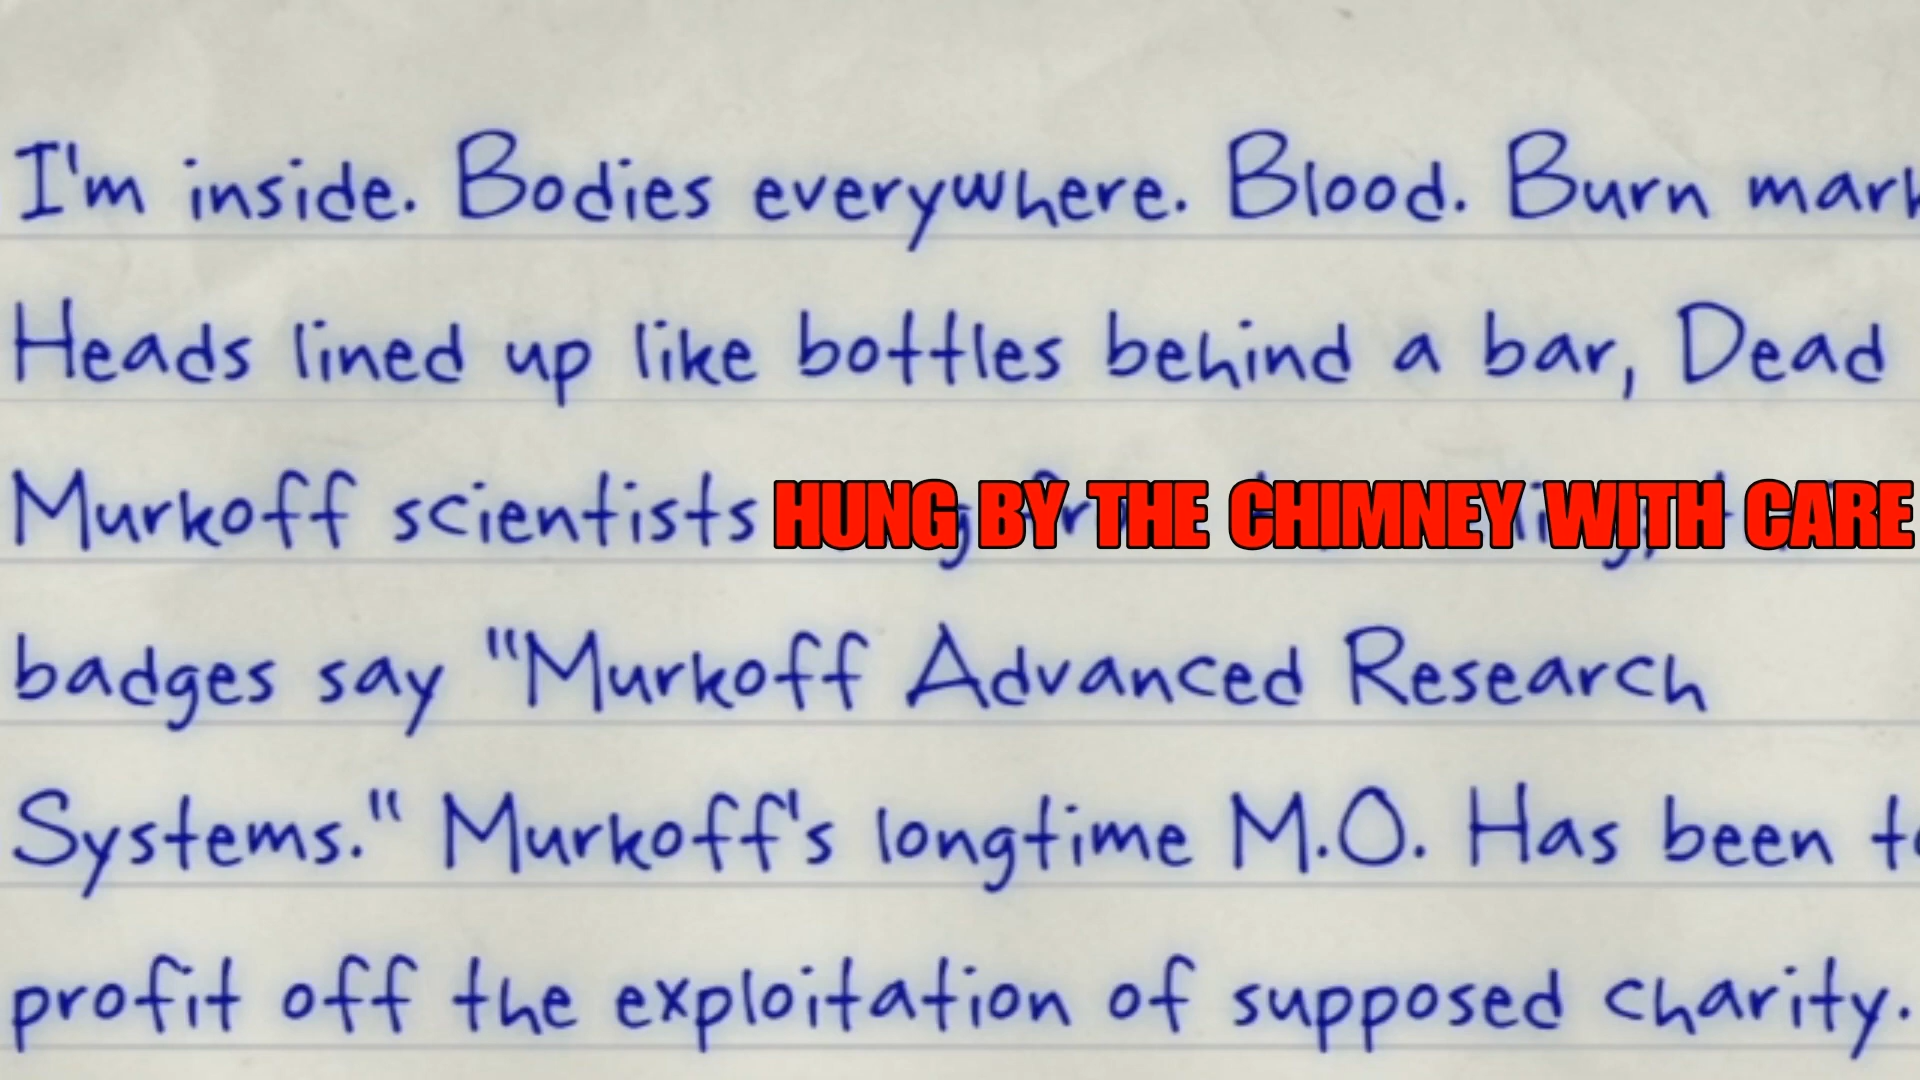 I'm inside. Bodies everywhere. Blood. Burn mark
Heads lined up like bottles behind a bar, Dead
Murkoff scientists HUNG BY THE CHIMNEY WITH CARE
badges say "Murkoff Advanced Research
Systems." Murkoff's longtime M.O. Has been to
profit off the exploitation of supposed charity.